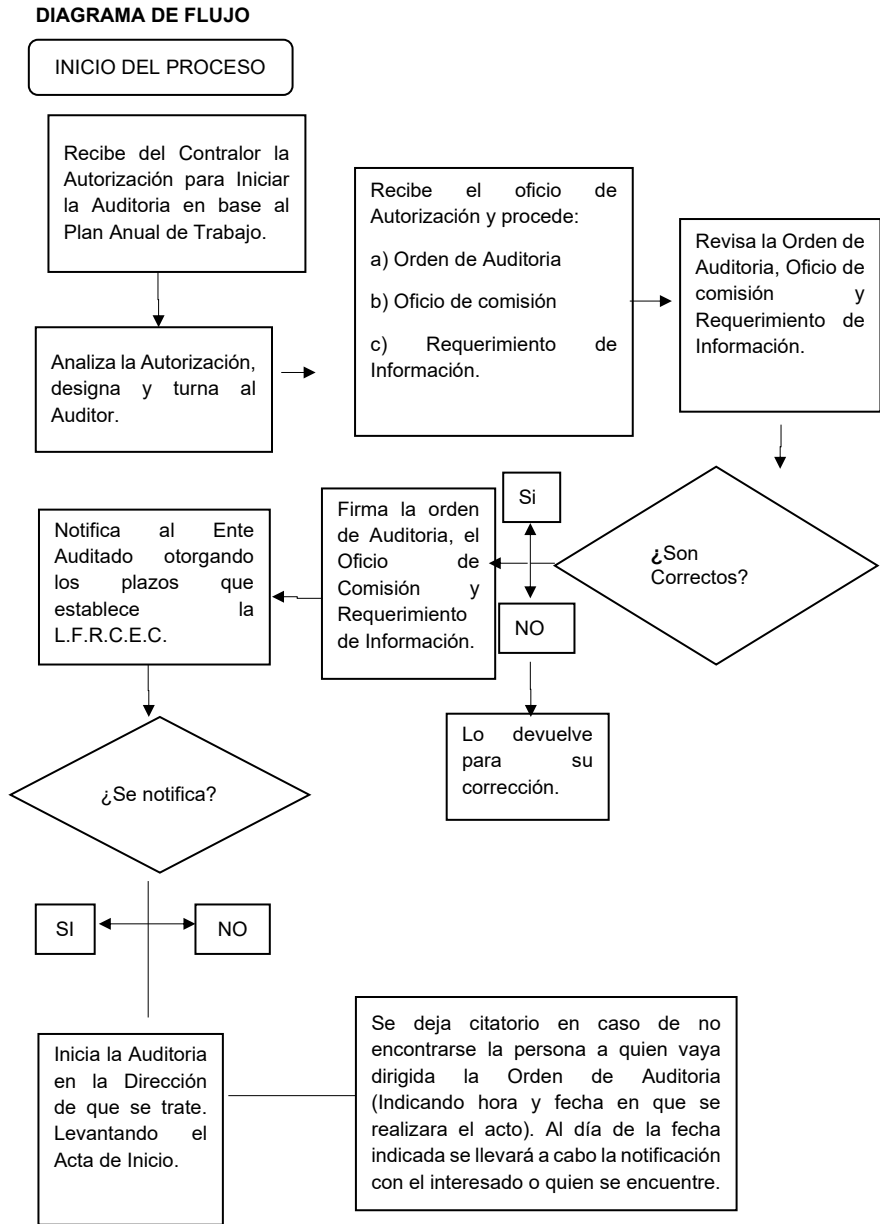 DIAGRAMA DE FLUJO
INICIO DEL PROCESO
Recibe del Contralor la
Autorización para Iniciar
la Auditoria en base al
Plan Anual de Trabajo.
Analiza la Autorización,
designa y turna al
Auditor.
Recibe el oficio de
Autorización y procede:
a) Orden de Auditoria
b) Oficio de comisión
c) Requerimiento de
Información.
Revisa la Orden de
Auditoria, Oficio de
comisión y
Requerimiento de
Información.
¿Son
Correctos?
Si
NO
Lo devuelve
para su
corrección.
Firma la orden
de Auditoria, el
Oficio de
Comisión y
Requerimiento
de Información.
Notifica al Ente
Auditado otorgando
los plazos que
establece la
L.F.R.C.E.C.
¿Se notifica?
SI
NO
Inicia la Auditoria
en la Dirección
de que se trate.
Levantando el
Acta de Inicio.
Se deja citatorio en caso de no
encontrarse la persona a quien vaya
dirigida la Orden de Auditoria
(Indicando hora y fecha en que se
realizara el acto). Al día de la fecha
indicada se llevará a cabo la notificación
con el interesado o quien se encuentre.